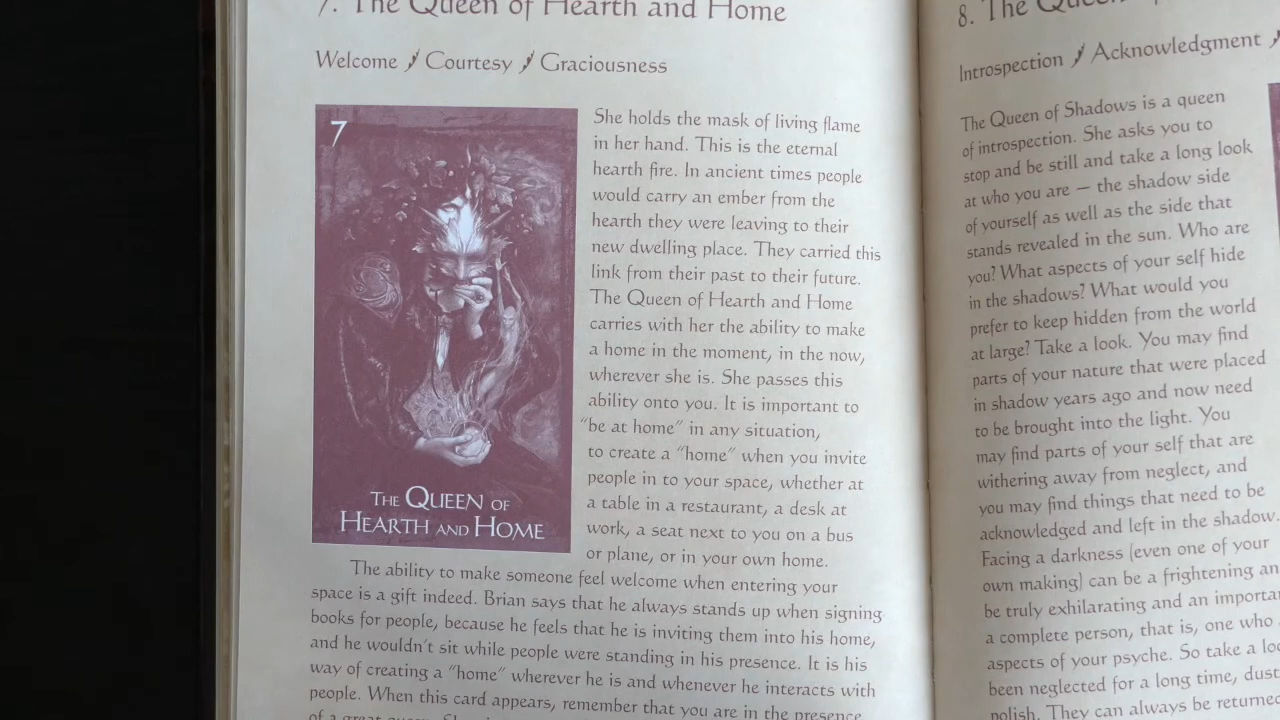 7. The Queen of Hearth and Home
Welcome Courtesy Graciousness
7
THE QUEEN OF
HEARTH AND HOME
She holds the mask of living flame
in her hand. This is the eternal
hearth fire. In ancient times people
would carry an ember from the
hearth they were leaving to their
new dwelling place. They carried this
link from their past to their future.
The Queen of Hearth and Home
carries with her the ability to make
a home in the moment, in the now,
wherever she is. She passes this
ability onto you. It is important to
“be at home” in any situation,
to create a “home” when you invite
people in to your space, whether at
a table in a restaurant, a desk at
work, a seat next to you on a bus
or plane, or in your own home.
The ability to make someone feel welcome when entering your
space is a gift indeed. Brian says that he always stands up when signing
books for people, because he feels that he is inviting them into his home,
and he wouldn’t sit while people were standing in his presence. It is his
way of creating a “home” wherever he is and whenever he interacts with
people. When this card appears, remember that you are in the presence
of a great queen.
8. The Queen
Introspection Acknowledgment
The Queen of Shadows is a queen
of introspection. She asks you to
stop and be still and take a long look
at who you are — the shadow side
of yourself as well as the side that
stands revealed in the sun. Who are
you? What aspects of your self hide
in the shadows? What would you
prefer to keep hidden from the world
at large? Take a look. You may find
parts of your nature that were placed
in shadow years ago and now need
to be brought into the light. You
may find parts of your self that are
withering away from neglect, and
you may find things that need to be
acknowledged and left in the shadow.
Facing a darkness (even one of your
own making) can be a frightening
be truly exhilarating and an
a complete person, that is, one who
aspects of your psyche. So take a
been neglected for a long time, dust
polish. They can always be returned